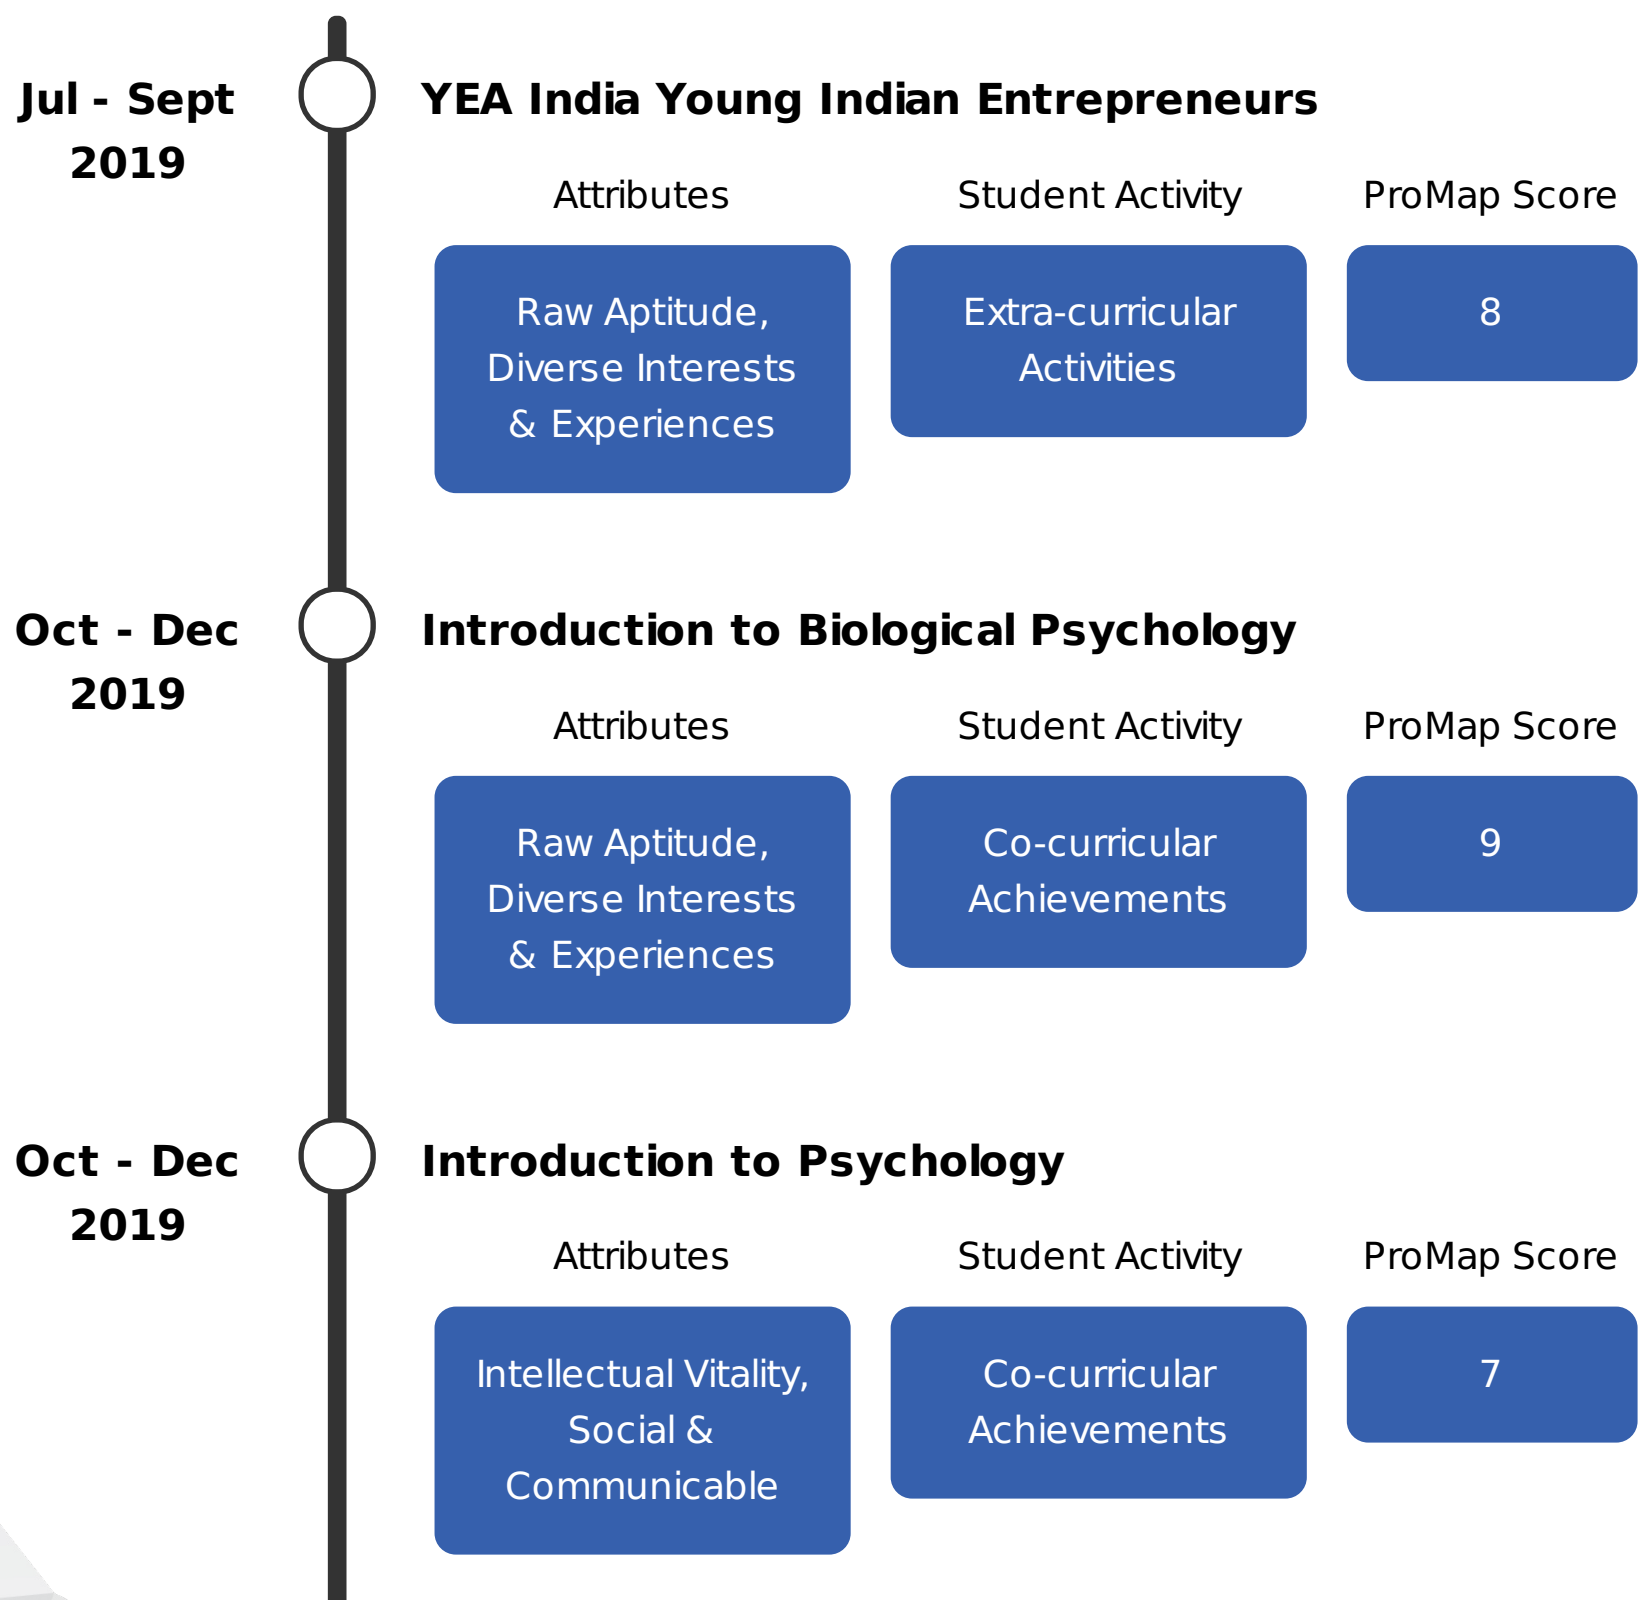 Jul - Sept
2019
YEA India Young Indian Entrepreneurs
Attributes
Student Activity
ProMap Score
Raw Aptitude,
Diverse Interests
& Experiences
Extra-curricular
Activities
8
Oct - Dec
2019
Introduction to Biological Psychology
Attributes
Student Activity
ProMap Score
Raw Aptitude,
Diverse Interests
& Experiences
Co-curricular
Achievements
9
Oct - Dec
2019
Introduction to Psychology
Attributes
Student Activity
ProMap Score
Intellectual Vitality,
Social &
Communicable
Co-curricular
Achievements
7